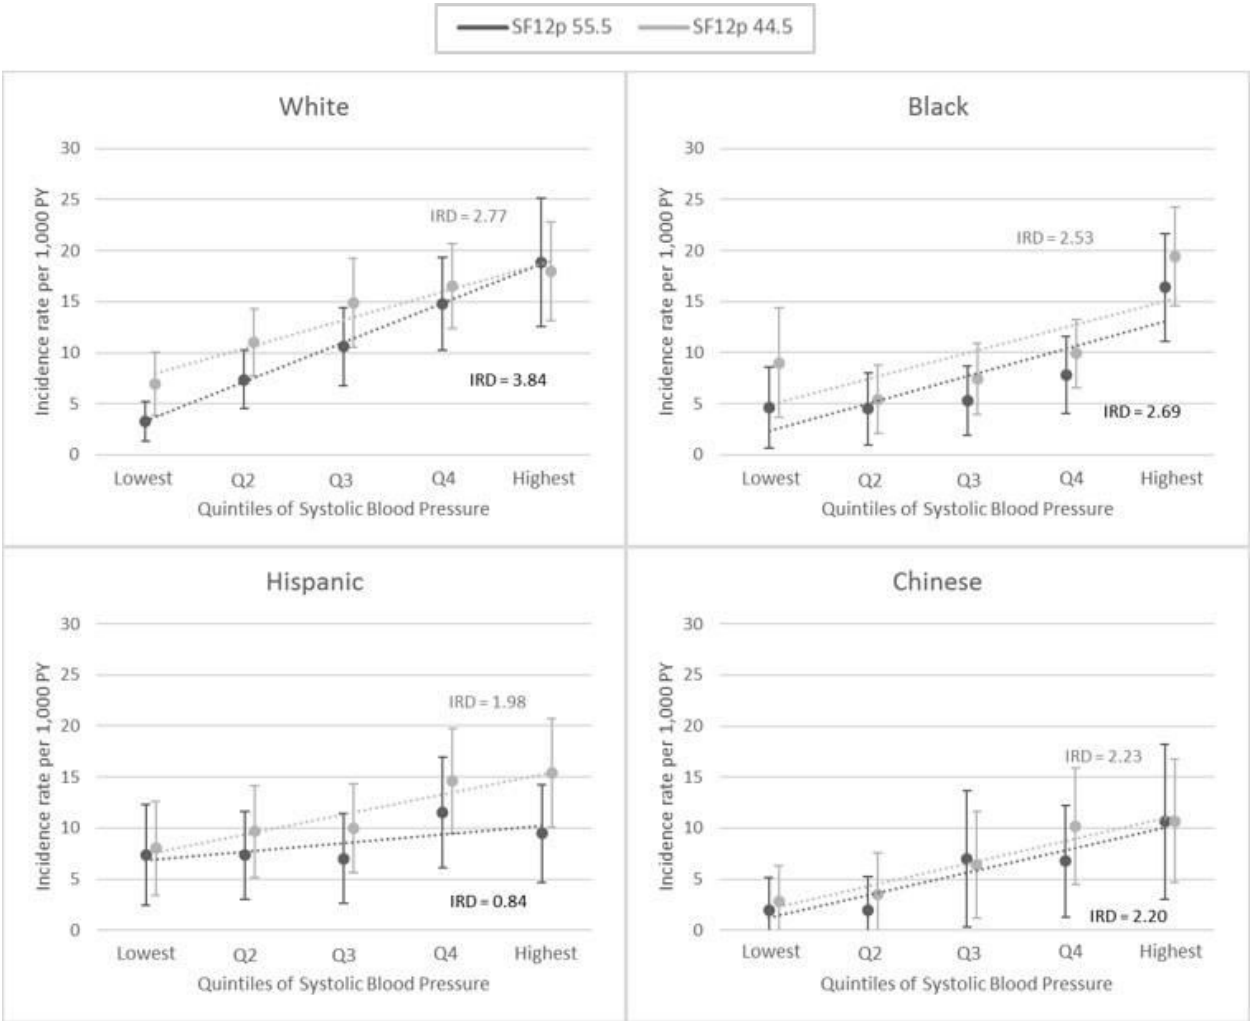 SF12p 55.5 SF12p 44.5
White
Incidence rate per 1,000 PY
30
25
20
15
10
5
0
IRD = 2.77
IRD = 3.84
Lowest Q2 Q3 Q4 Highest
Quintiles of Systolic Blood Pressure
Black
Incidence rate per 1,000 PY
30
25
20
15
10
5
0
IRD = 2.53
IRD = 2.69
Lowest Q2 Q3 Q4 Highest
Quintiles of Systolic Blood Pressure
Hispanic
Incidence rate per 1,000 PY
30
25
20
15
10
5
0
IRD = 1.98
IRD = 0.84
Lowest Q2 Q3 Q4 Highest
Quintiles of Systolic Blood Pressure
Chinese
Incidence rate per 1,000 PY
30
25
20
15
10
5
0
IRD = 2.23
IRD = 2.20
Lowest Q2 Q3 Q4 Highest
Quintiles of Systolic Blood Pressure